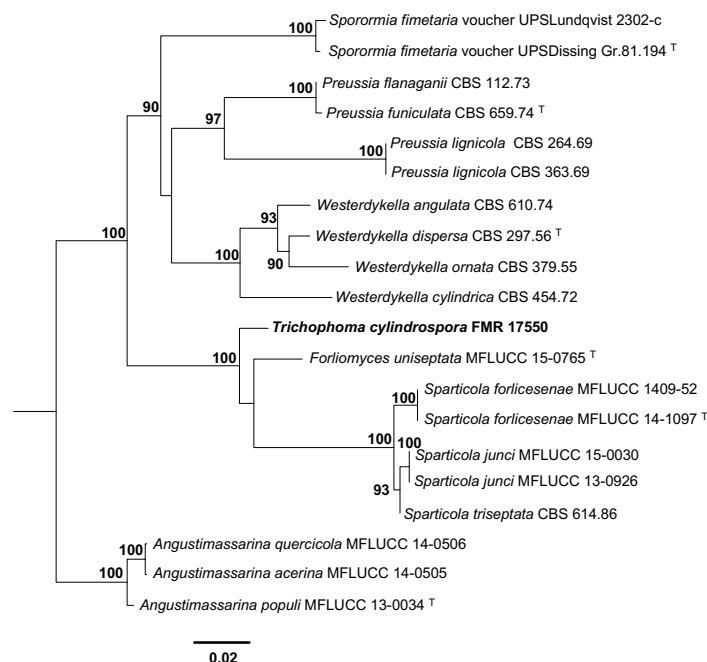 100
Sporormia fimetaria voucher UPSLundqvist 2302-c
Sporormia fimetaria voucher UPSDissing Gr.81.194 T
90
100
Preussia flanaganii CBS 112.73
Preussia funiculata CBS 659.74 T
97
100
Preussia lignicola CBS 264.69
Preussia lignicola CBS 363.69
100
93
Westerdykella angulata CBS 610.74
Westerdykella dispersa CBS 297.56 T
90
Westerdykella ornata CBS 379.55
100
Westerdykella cylindrica CBS 454.72
Trichophoma cylindrospora FMR 17550
100
Forliomyces uniseptata MFLUCC 15-0765 T
100
Sparticola forlicesenae MFLUCC 1409-52
Sparticola forlicesenae MFLUCC 14-1097 T
100
100
Sparticola junci MFLUCC 15-0030
Sparticola junci MFLUCC 13-0926
93
Sparticola triseptata CBS 614.86
100
Angustimassarina quercicola MFLUCC 14-0506
100
Angustimassarina acerina MFLUCC 14-0505
Angustimassarina populi MFLUCC 13-0034 T
0.02